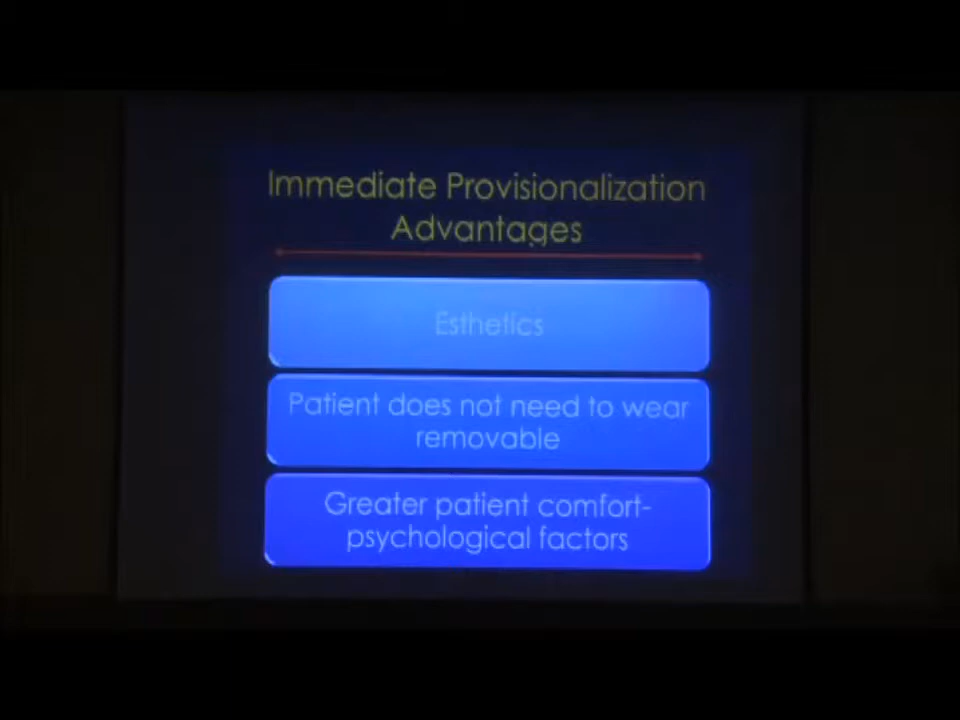 Immediate Provisionalization
Advantages
Esthetics
Patient does not need to wear
removable
Greater patient comfort-
psychological factors